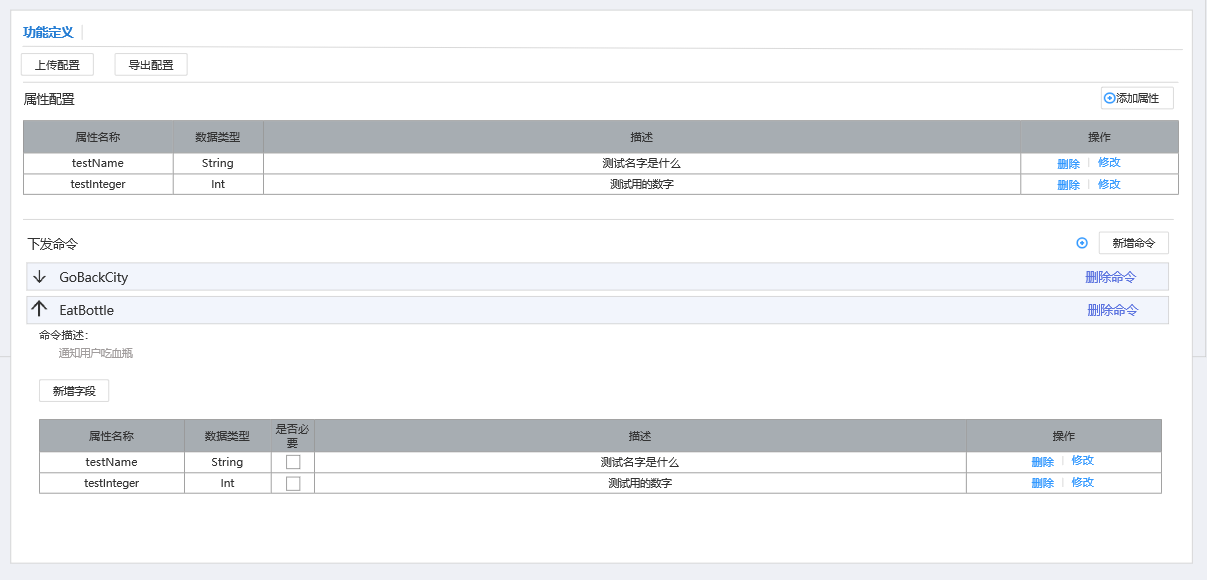 功能定义
上传配置 导出配置
属性配置 添加属性
属性名称 数据类型 描述 操作
testName String 测试名字是什么 删除 修改
testInteger Int 测试用的数字 删除 修改
下发命令 新增命令
GoBackCity 删除命令
EatBottle 删除命令
命令描述:
通知用户吃血瓶
新增字段
属性名称 数据类型 是否必要 描述 操作
testName String 测试名字是什么 删除 修改
testInteger Int 测试用的数字 删除 修改